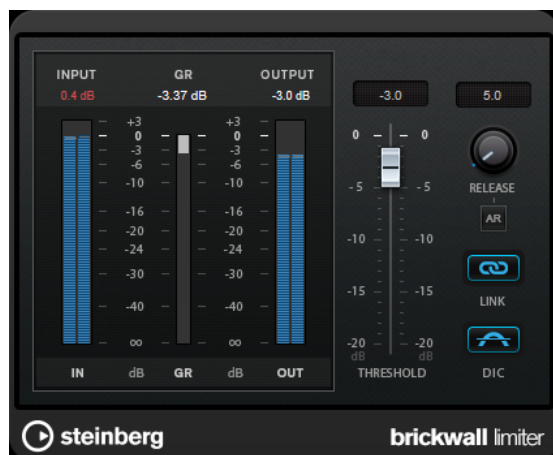 INPUT GR OUTPUT
0.4 dB -3.37 dB -3.0 dB -3.0 5.0
+3 +3
0 0 0 0
-3 -3
-6 -6
-10 -10 -5 -5 RELEASE
-16 -16 AR
-20 -20 -10 -10
-24 -24
-30 -30 -15 -15 LINK
-40 -40
∞ ∞ -20 -20
dB dB
IN dB GR dB OUT THRESHOLD DIC
steinberg brickwall limiter